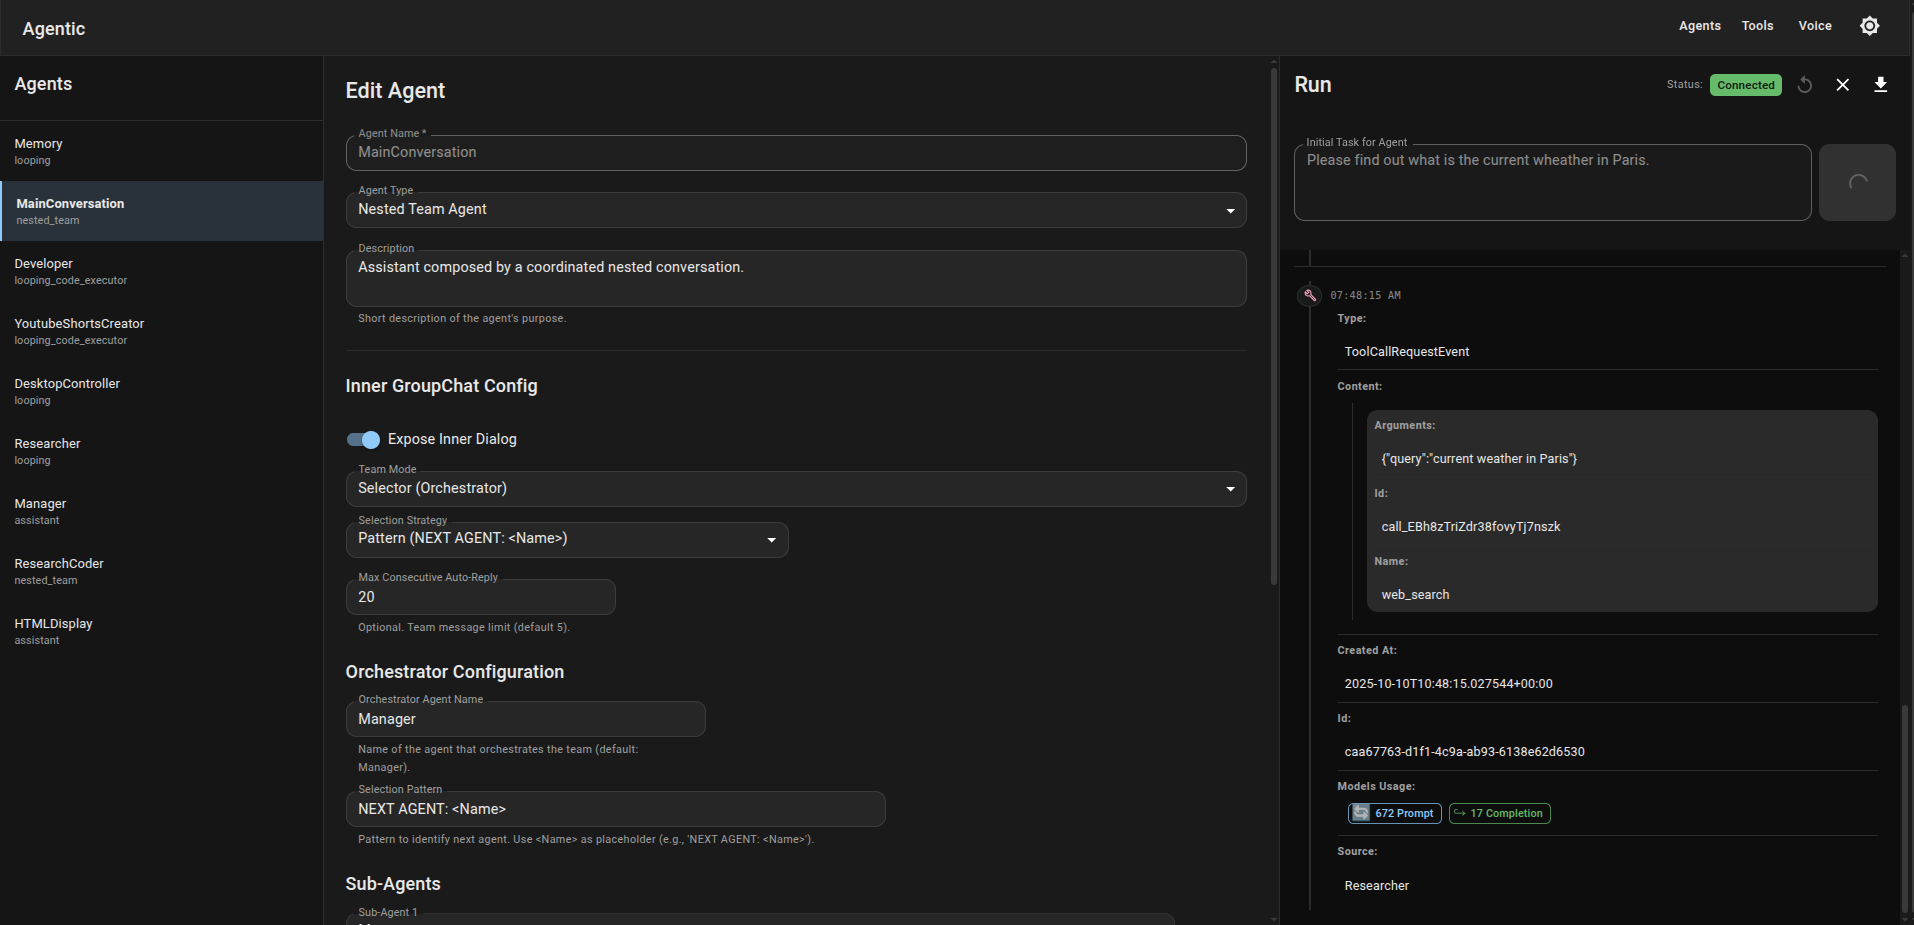 Agentic
Agents
Tools
Voice
Agents
Memory
looping
MainConversation
nested_team
Developer
looping_code_executor
YoutubeShortsCreator
looping_code_executor
DesktopController
looping
Researcher
looping
Manager
assistant
ResearchCoder
nested_team
HTMLDisplay
assistant
Edit Agent
Agent Name *
MainConversation
Agent Type
Nested Team Agent
Description
Assistant composed by a coordinated nested conversation.
Short description of the agent's purpose.
Inner GroupChat Config
Expose Inner Dialog
Team Mode
Selector (Orchestrator)
Selection Strategy
Pattern (NEXT AGENT: <Name>)
Max Consecutive Auto-Reply
20
Optional. Team message limit (default 5).
Orchestrator Configuration
Orchestrator Agent Name
Manager
Name of the agent that orchestrates the team (default:
Manager).
Selection Pattern
NEXT AGENT: <Name>
Pattern to identify next agent. Use <Name> as placeholder (e.g., 'NEXT AGENT: <Name>').
Sub-Agents
Sub-Agent 1
Run
Status: Connected
Initial Task for Agent
Please find out what is the current wheather in Paris.
07:48:15 AM
Type:
ToolCallRequestEvent
Content:
Arguments:
{"query":"current weather in Paris"}
Id:
call_EBh8zTriZdr38fovyTj7nszk
Name:
web_search
Created At:
2025-10-10T10:48:15.027544+00:00
Id:
caa67763-d1f1-4c9a-ab93-6138e62d6530
Models Usage:
672 Prompt
17 Completion
Source:
Researcher